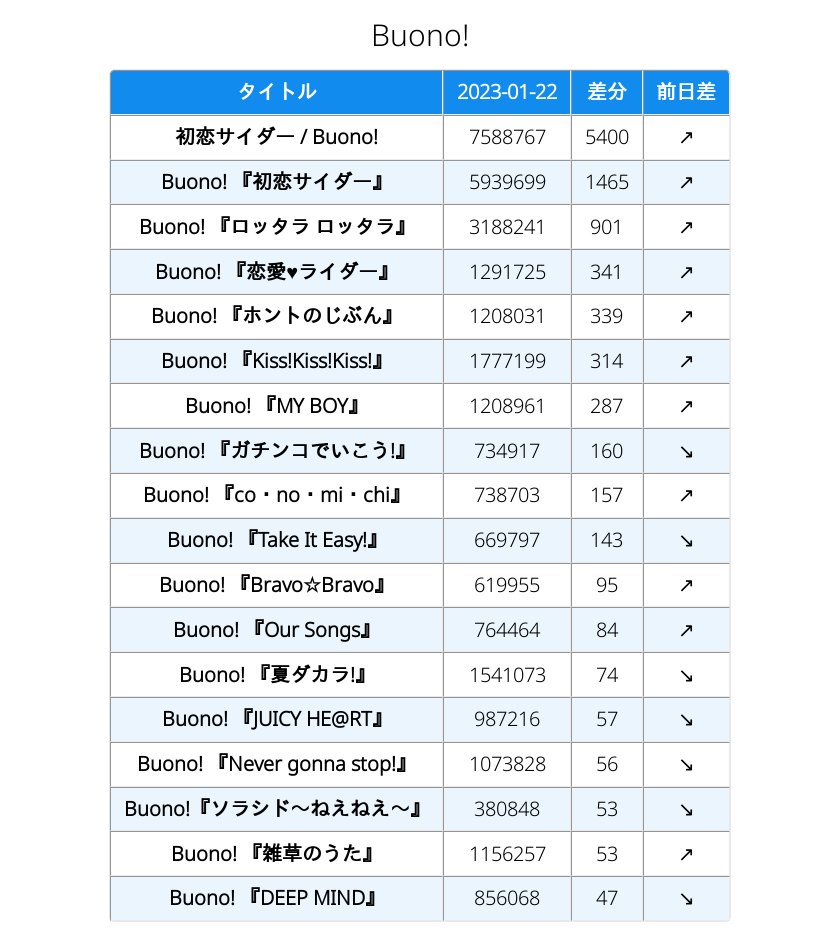 Buono!
タイトル 2023-01-22 差分 前日差
初恋サイダー / Buono! 7588767 5400 ↗
Buono! 『初恋サイダー』 5939699 1465 ↗
Buono! 『ロッタラ ロッタラ』 3188241 901 ↗
Buono! 『恋愛♥ライダー』 1291725 341 ↗
Buono! 『ホントのじぶん』 1208031 339 ↗
Buono! 『Kiss!Kiss!Kiss!』 1777199 314 ↗
Buono! 『MY BOY』 1208961 287 ↗
Buono! 『ガチンコでいこう!』 734917 160 ↘
Buono! 『co・no・mi・chi』 738703 157 ↗
Buono! 『Take It Easy!』 669797 143 ↘
Buono! 『Bravo☆Bravo』 619955 95 ↗
Buono! 『Our Songs』 764464 84 ↗
Buono! 『夏ダカラ!』 1541073 74 ↘
Buono! 『JUICY HE@RT』 987216 57 ↘
Buono! 『Never gonna stop!』 1073828 56 ↘
Buono!『ソラシド～ねえねえ～』 380848 53 ↘
Buono! 『雑草のうた』 1156257 53 ↗
Buono! 『DEEP MIND』 856068 47 ↘